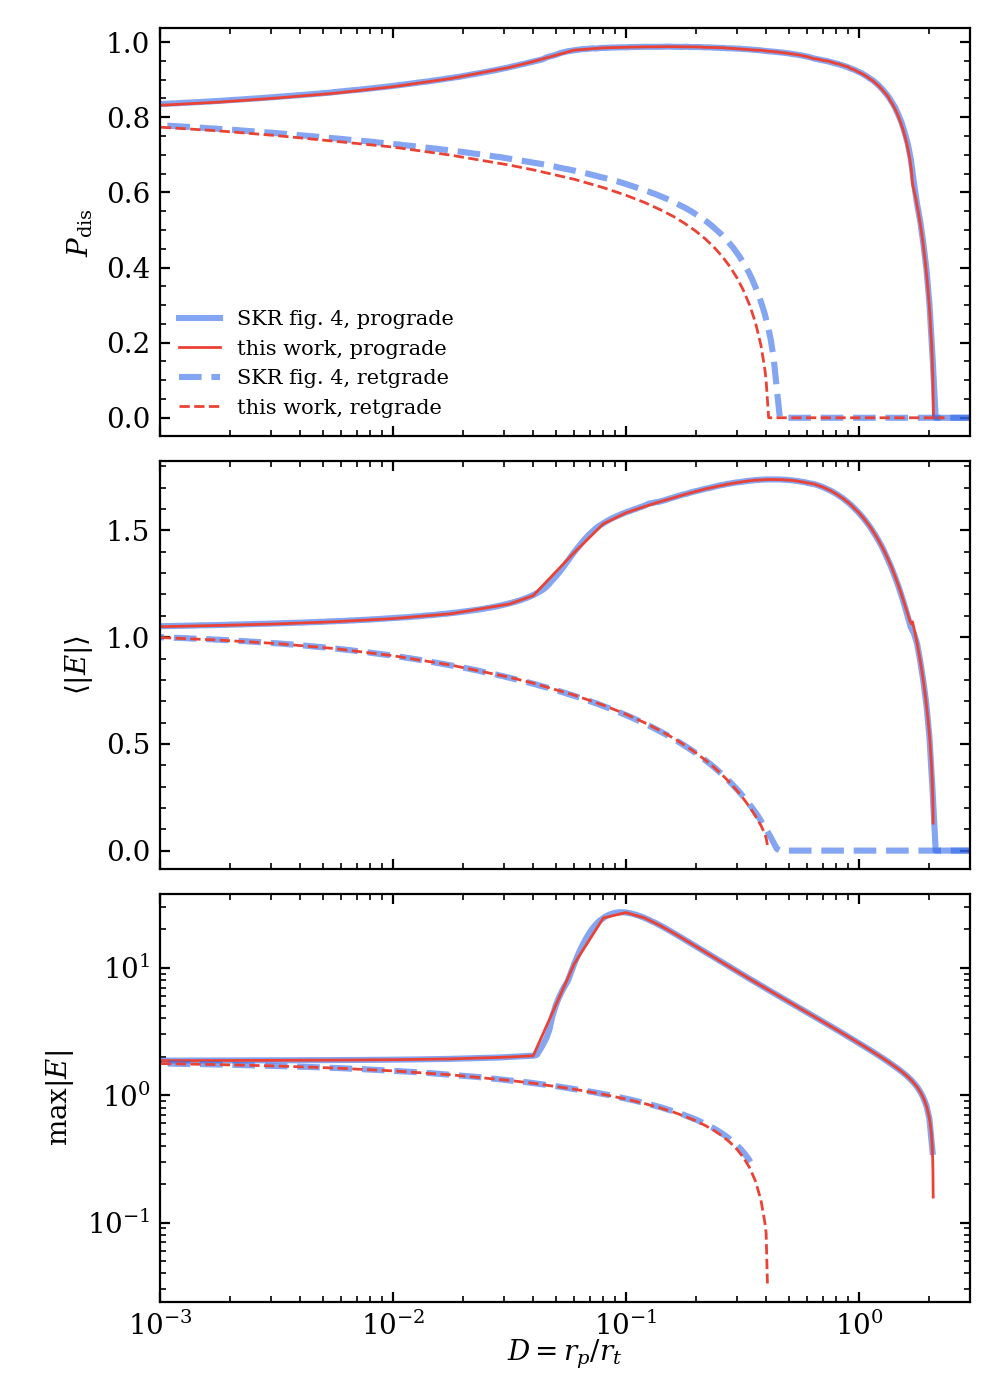 1.0
0.8
0.6
0.4
0.2
0.0
P_dis
SKR fig. 4, prograde
this work, prograde
SKR fig. 4, retgrade
this work, retgrade
1.5
1.0
0.5
0.0
⟨|E|⟩
10^1
10^0
10^−1
max|E|
10^−3 10^−2 10^−1 10^0
D = r_p/r_t